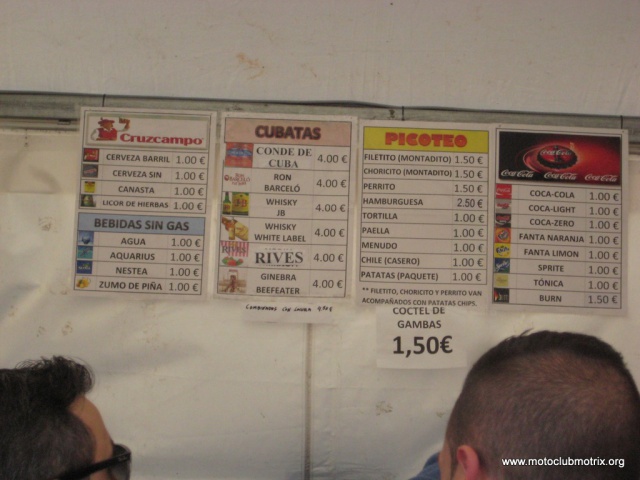 Cruzcampo
CERVEZA BARRIL 1.00 €
CERVEZA SIN 1.00 €
CANASTA 1.00 €
LICOR DE HIERBAS 1.00 €
BEBIDAS SIN GAS
AGUA 1.00 €
AQUARIUS 1.00 €
NESTEA 1.00 €
ZUMO DE PIÑA 1.00 €
CUBATAS
CONDE DE
CUBA 4.00 €
RON
BARCELÓ 4.00 €
WHISKY
JB 4.00 €
WHISKY
WHITE LABEL 4.00 €
RIVES 4.00 €
GINEBRA
BEEFEATER 4.00 €
PICOTEO
FILETITO (MONTADITO) 1.50 €
CHORICITO (MONTADITO) 1.50 €
PERRITO 1.50 €
HAMBURGUESA 2.50 €
TORTILLA 1.00 €
PAELLA 1.00 €
MENUDO 1.00 €
CHILE (CASERO) 1.00 €
PATATAS (PAQUETE) 1.00 €
** FILETITO, CHORICITO Y PERRITO VAN
ACOMPAÑADOS CON PATATAS CHIPS.
COCTEL DE
GAMBAS
1,50€
Coca-Cola
Coca-Cola Coca-Cola Coca-Cola
COCA-COLA 1.00 €
COCA-LIGHT 1.00 €
COCA-ZERO 1.00 €
FANTA NARANJA 1.00 €
FANTA LIMON 1.00 €
SPRITE 1.00 €
TÓNICA 1.00 €
BURN 1.50 €
www.motoclubmotrix.org